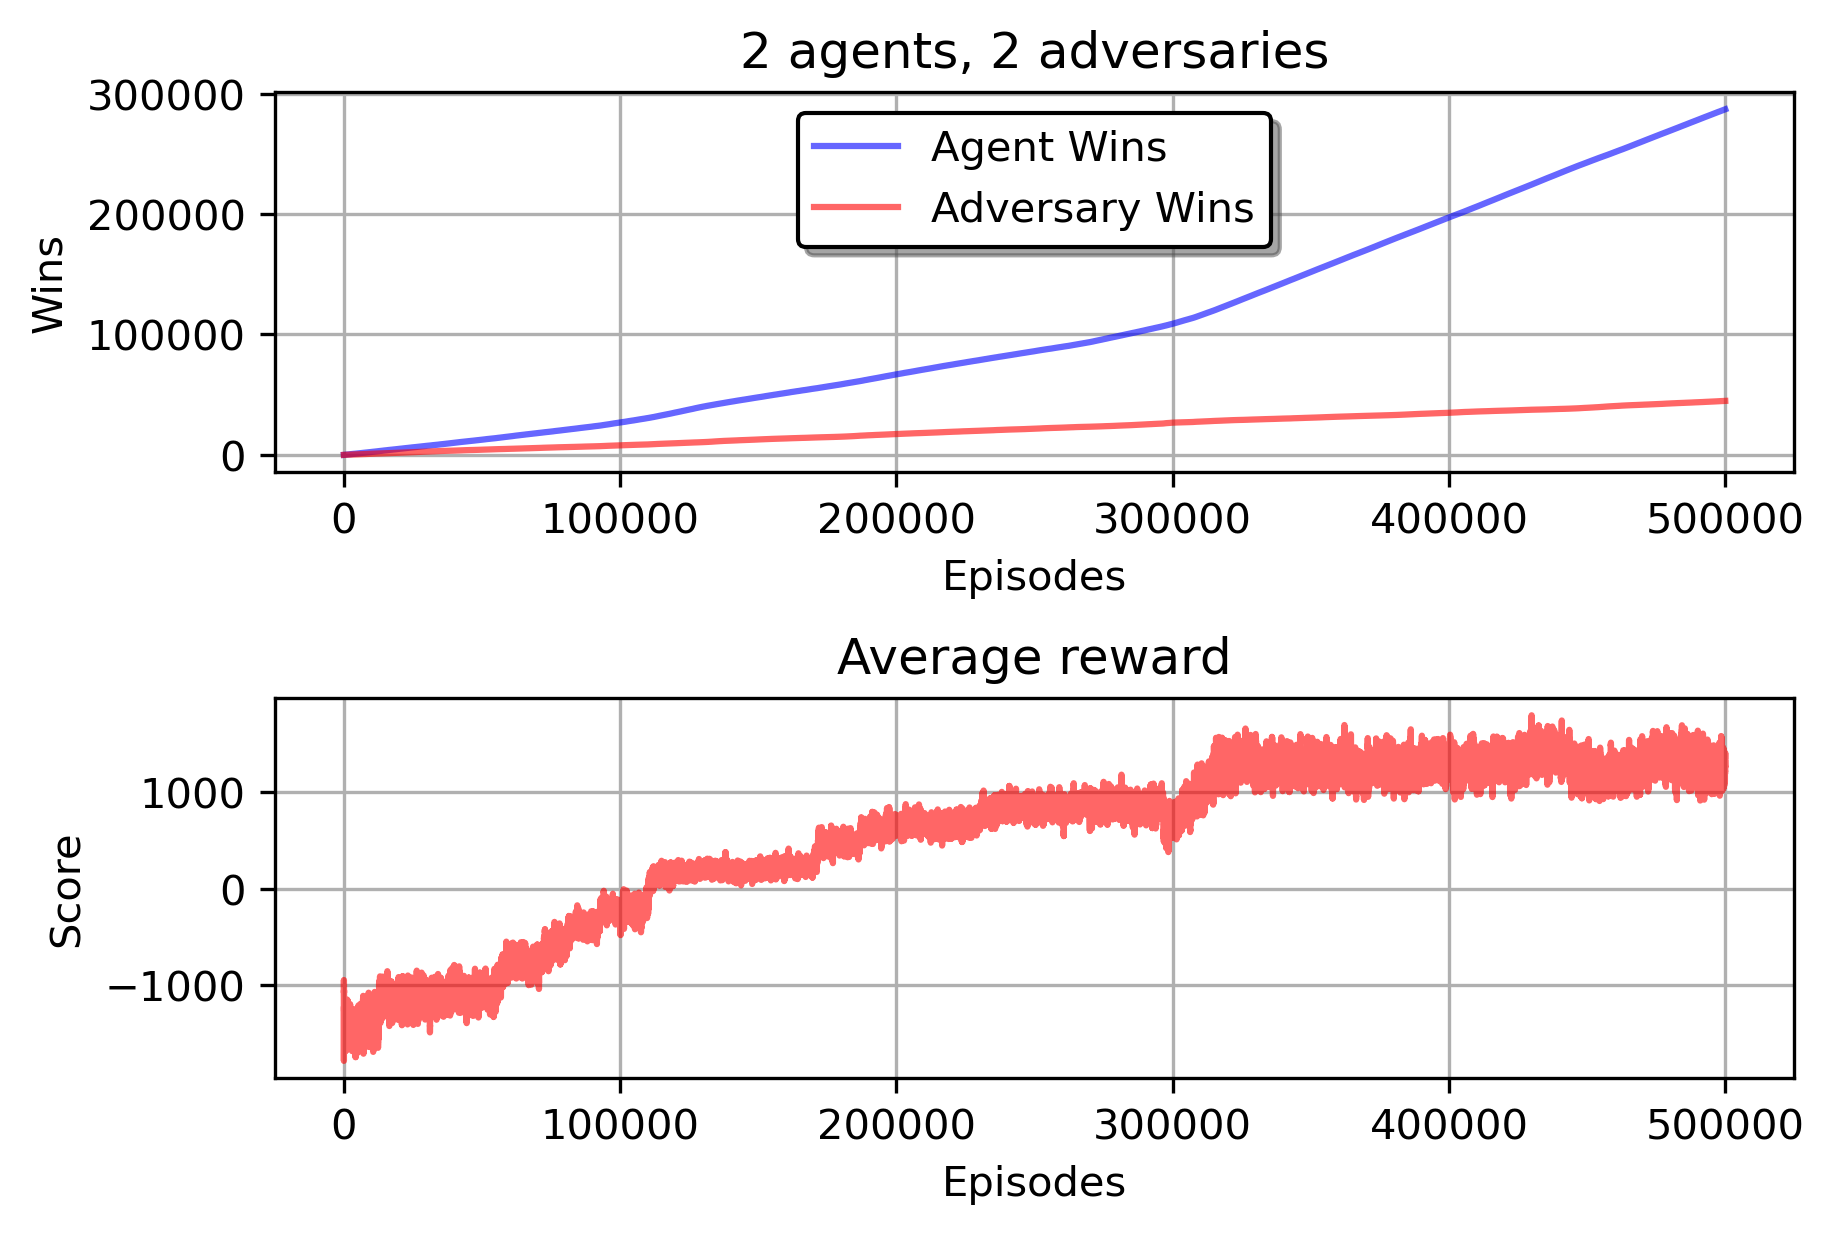 2 agents, 2 adversaries
300000
200000
100000
0
Wins
Agent Wins
Adversary Wins
0 100000 200000 300000 400000 500000
Episodes
Average reward
1000
0
−1000
Score
0 100000 200000 300000 400000 500000
Episodes